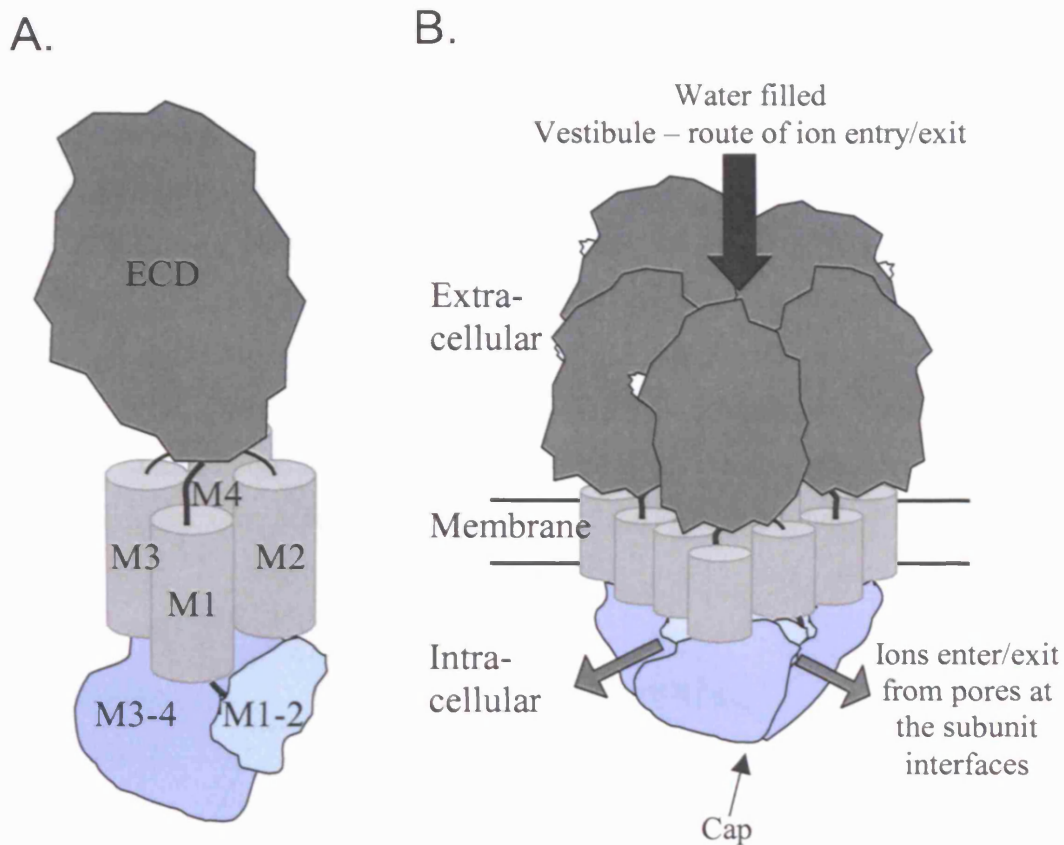 A.
ECD
M4
M3
M2
M1
M3-4
M1-2
B.
Water filled
Vestibule – route of ion entry/exit
Extra-
cellular
Membrane
Intra-
cellular
Ions enter/exit
from pores at
the subunit
interfaces
Cap